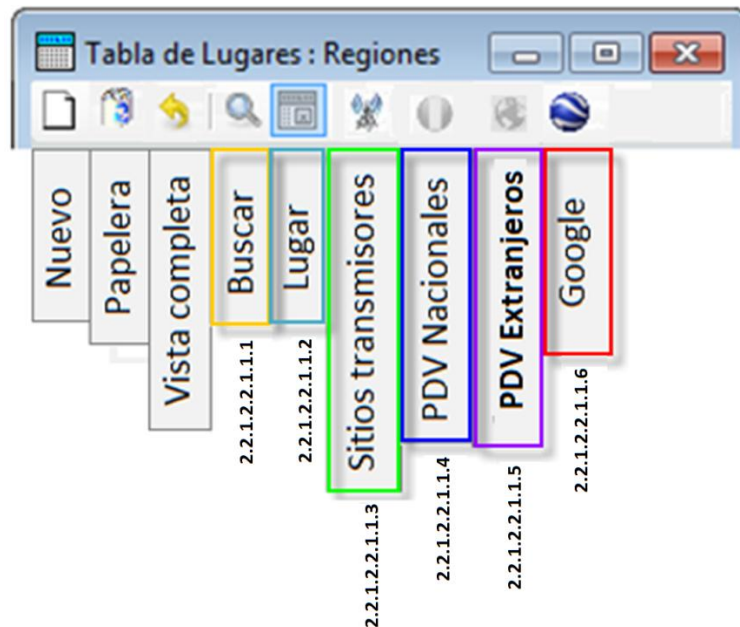 Tabla de Lugares : Regiones
Nuevo
Papelera
Vista completa
Buscar
Lugar
Sitios transmisores
PDV Nacionales
PDV Extranjeros
Google
2.2.1.2.2.1.1.1
2.2.1.2.2.1.1.2
2.2.1.2.2.1.1.3
2.2.1.2.2.1.1.4
2.2.1.2.2.1.1.5
2.2.1.2.2.1.1.6